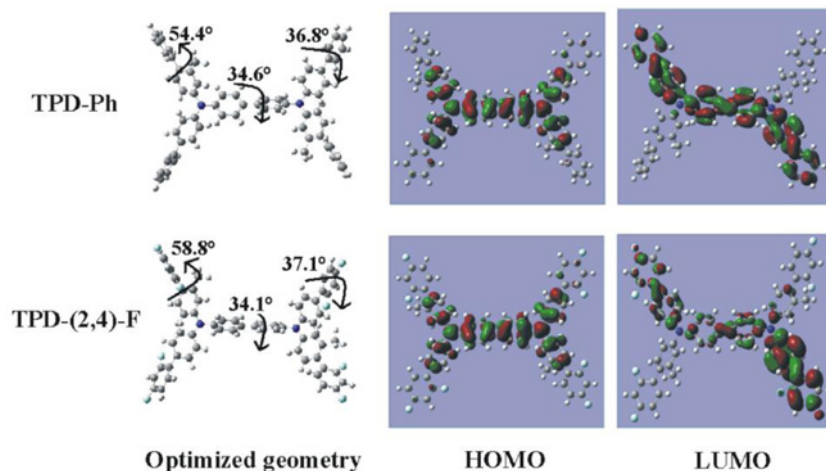 54.4°
36.8°
34.6°
TPD-Ph
58.8°
37.1°
34.1°
TPD-(2,4)-F
Optimized geometry HOMO LUMO